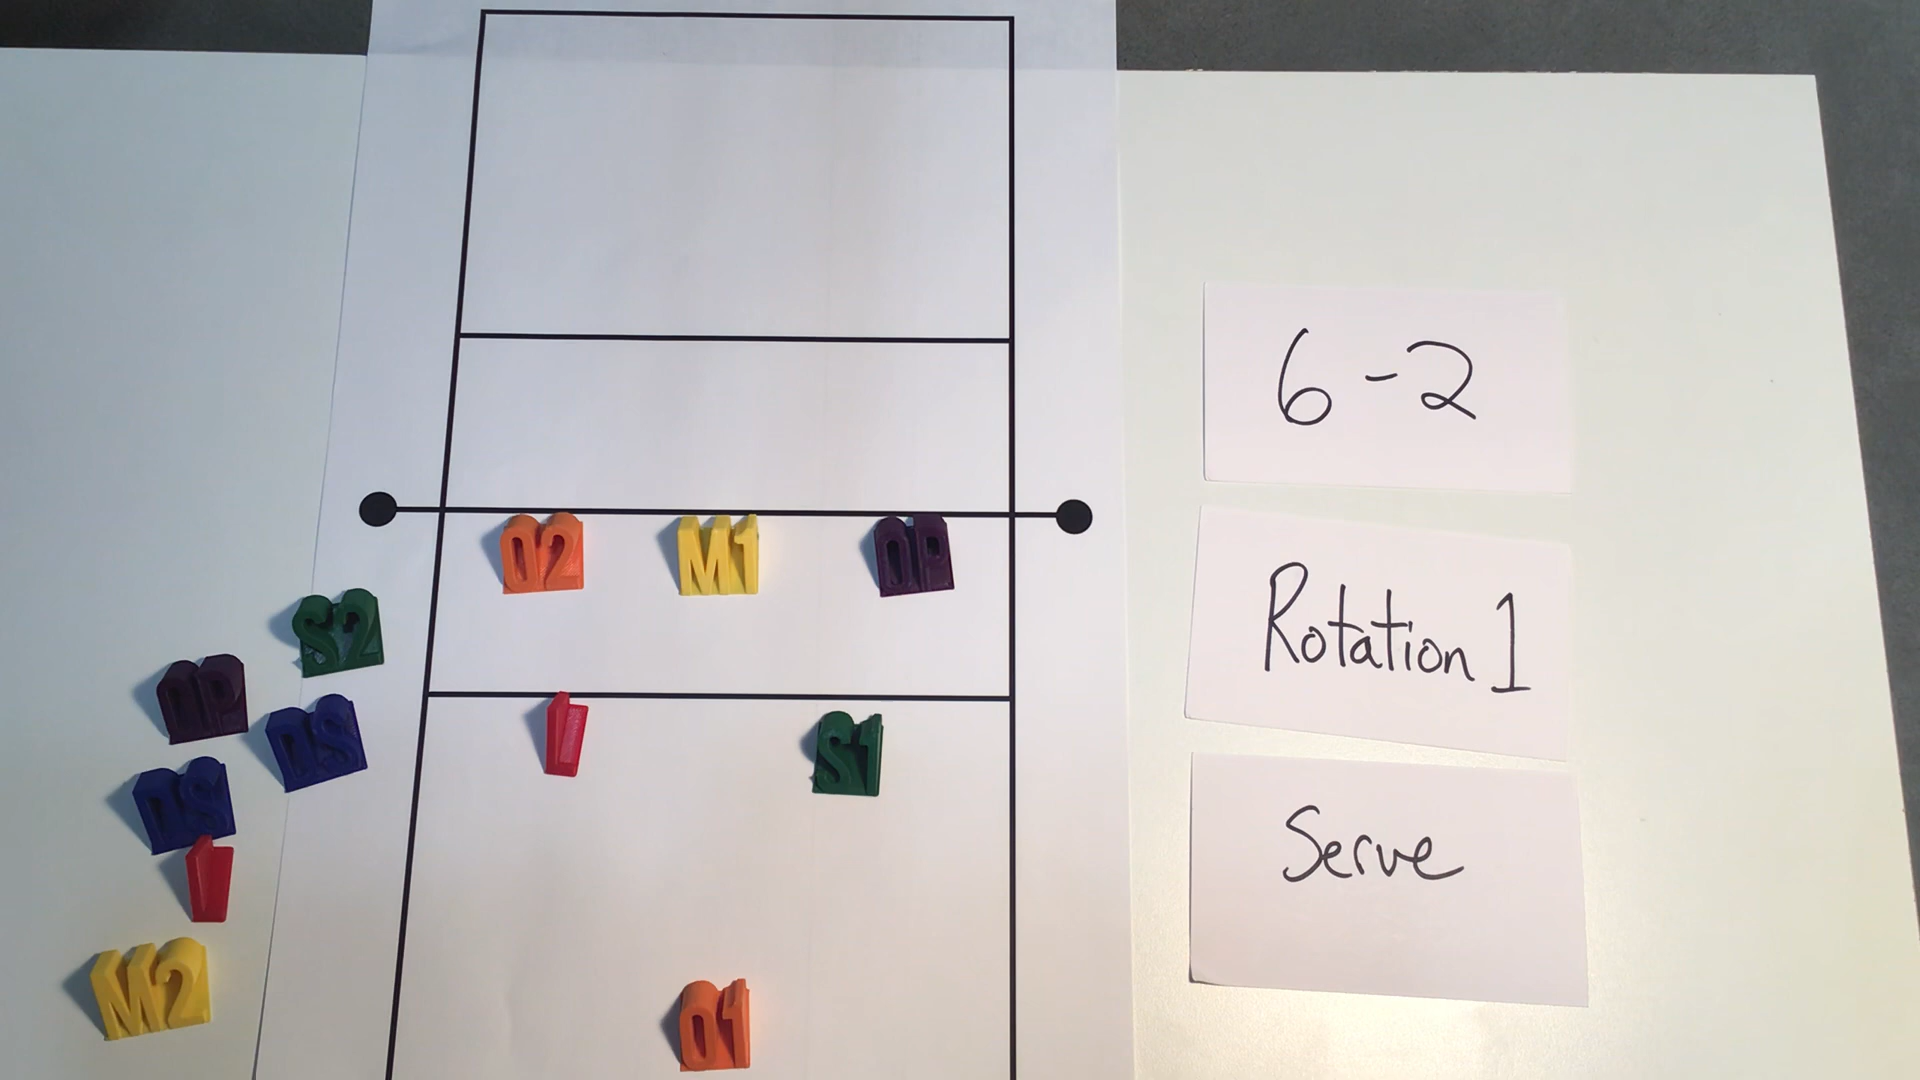 O2 M1 OP
S2
OP
DS
L S1
DS
L
M2
O1
6-2
Rotation 1
Serve